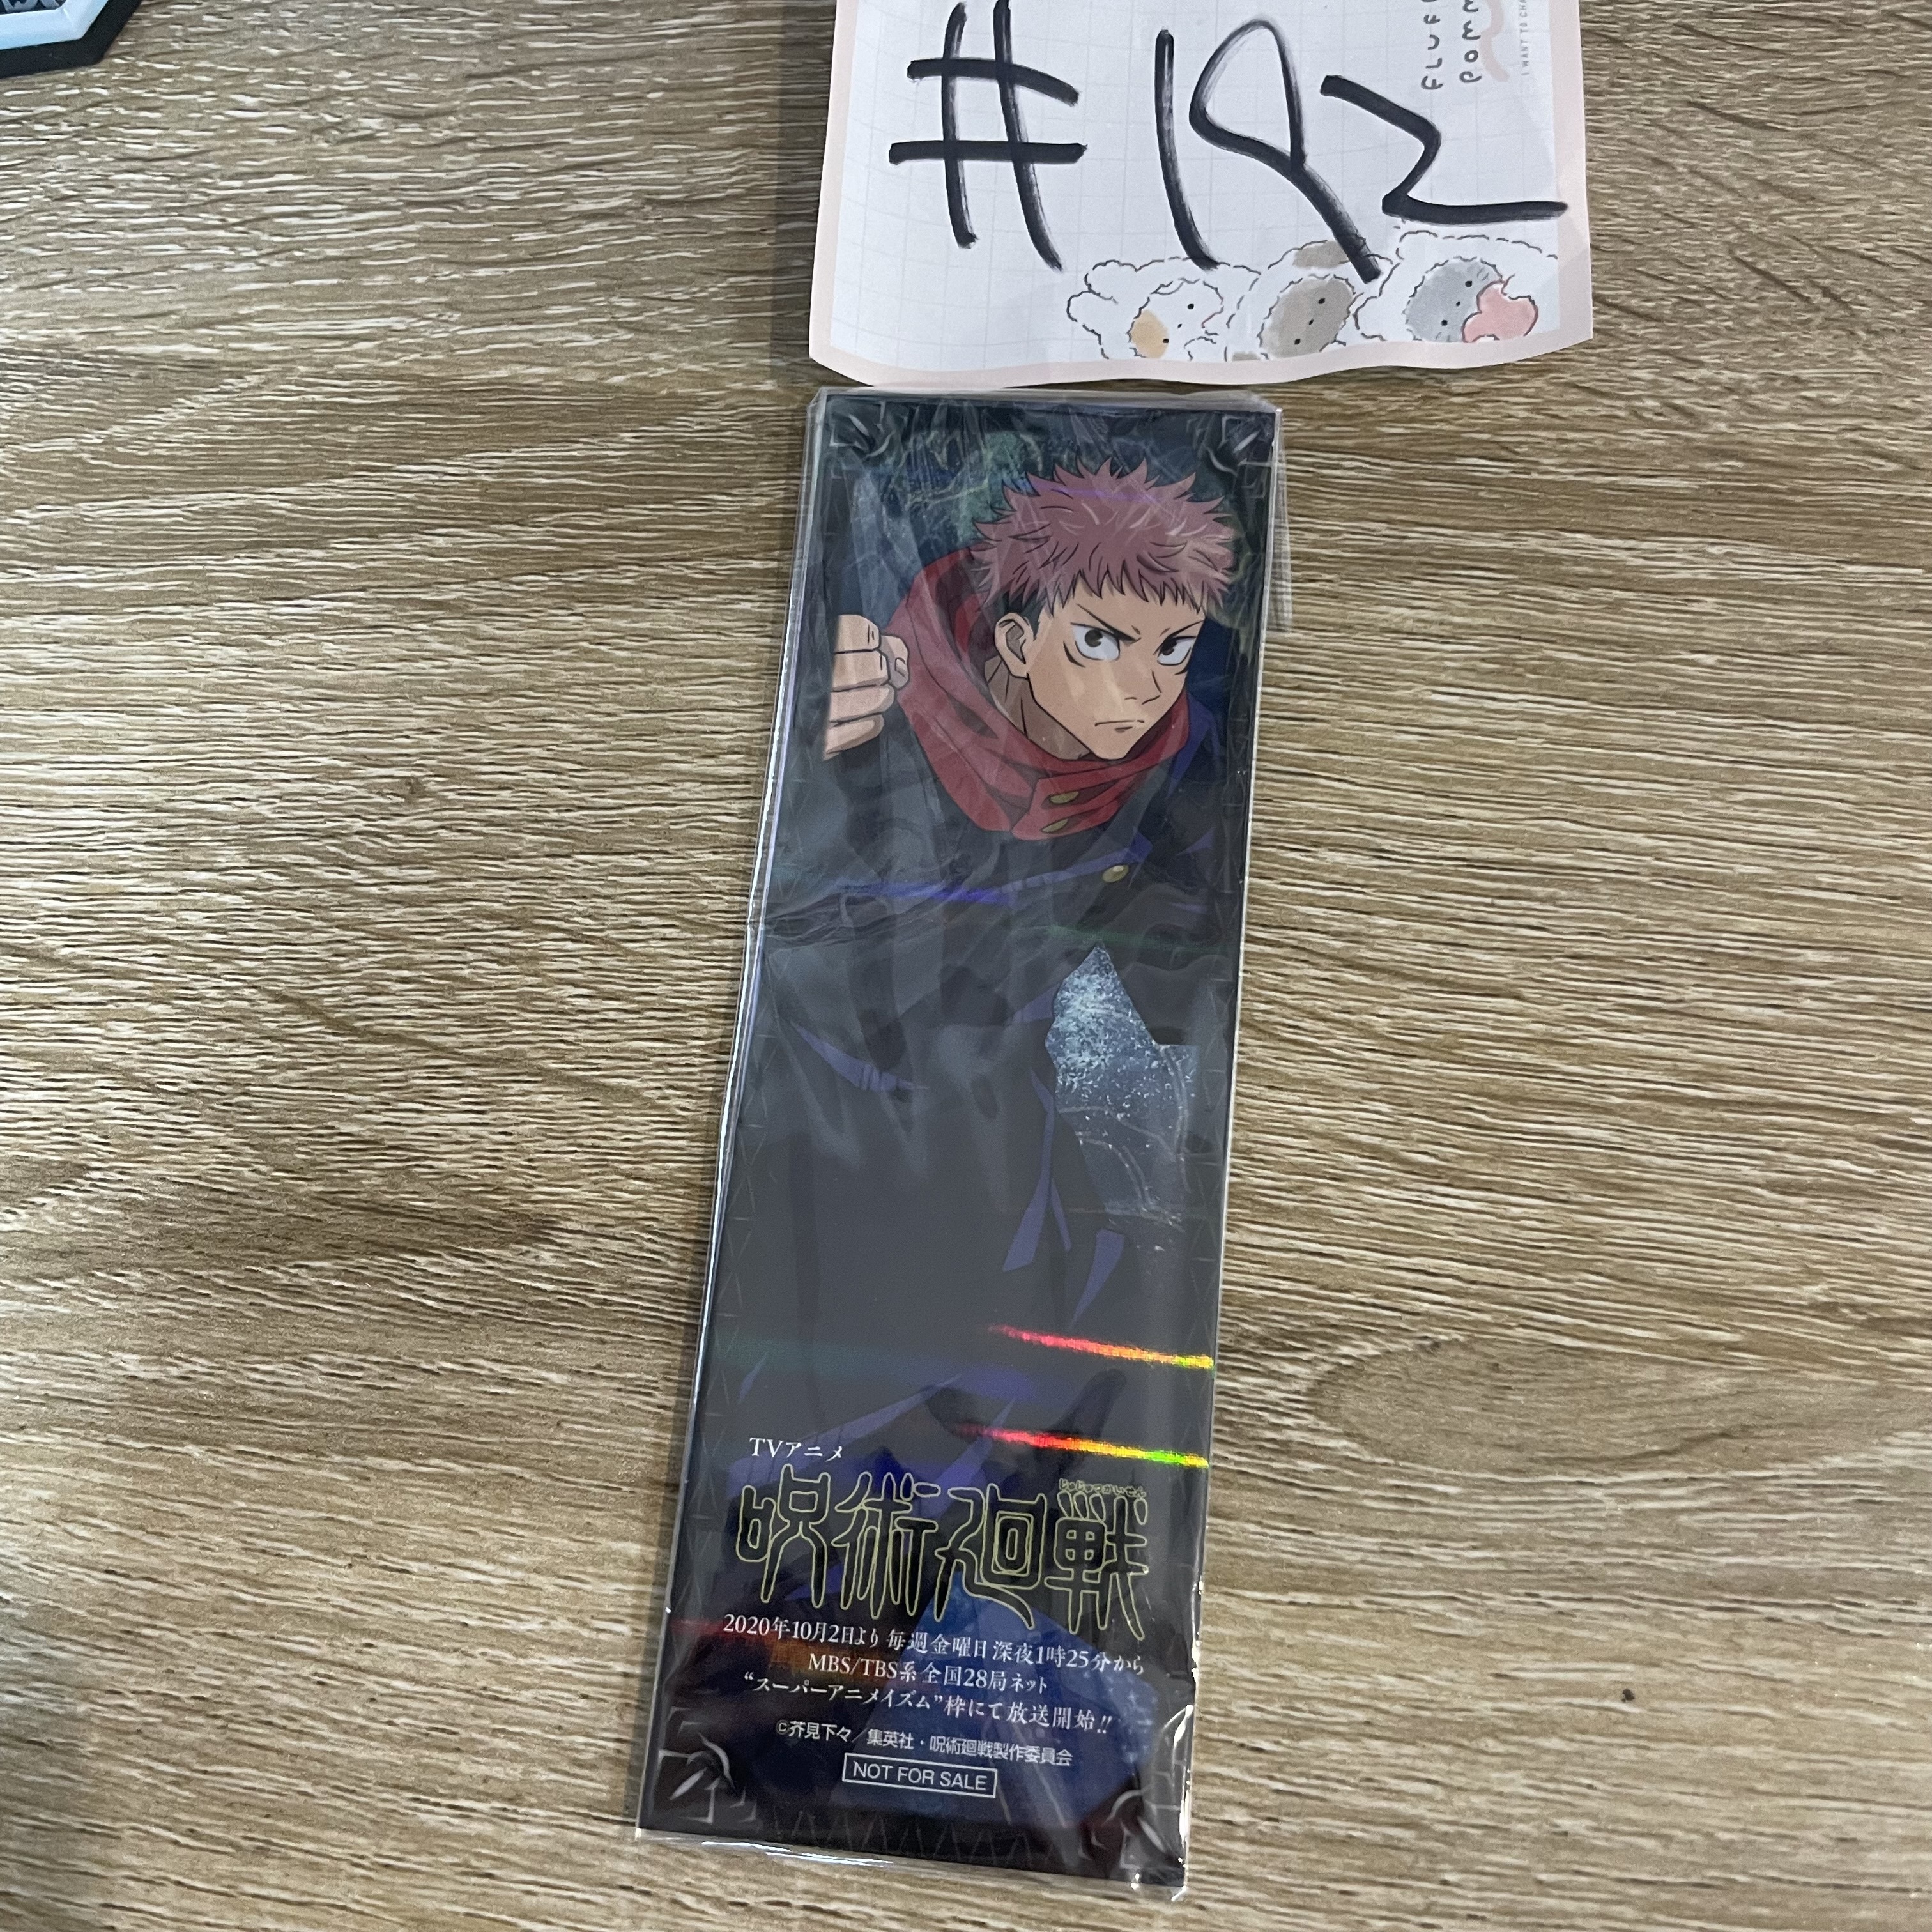 #192
I WANT TO CHA
TVアニメ
じゅじゅつかいせん
呪術廻戦
2020年10月2日より毎週金曜日深夜1時25分から
MBS/TBS系全国28局ネット
“スーパーアニメイズム”枠にて放送開始!!
©芥見下々／集英社・呪術廻戦製作委員会
NOT FOR SALE